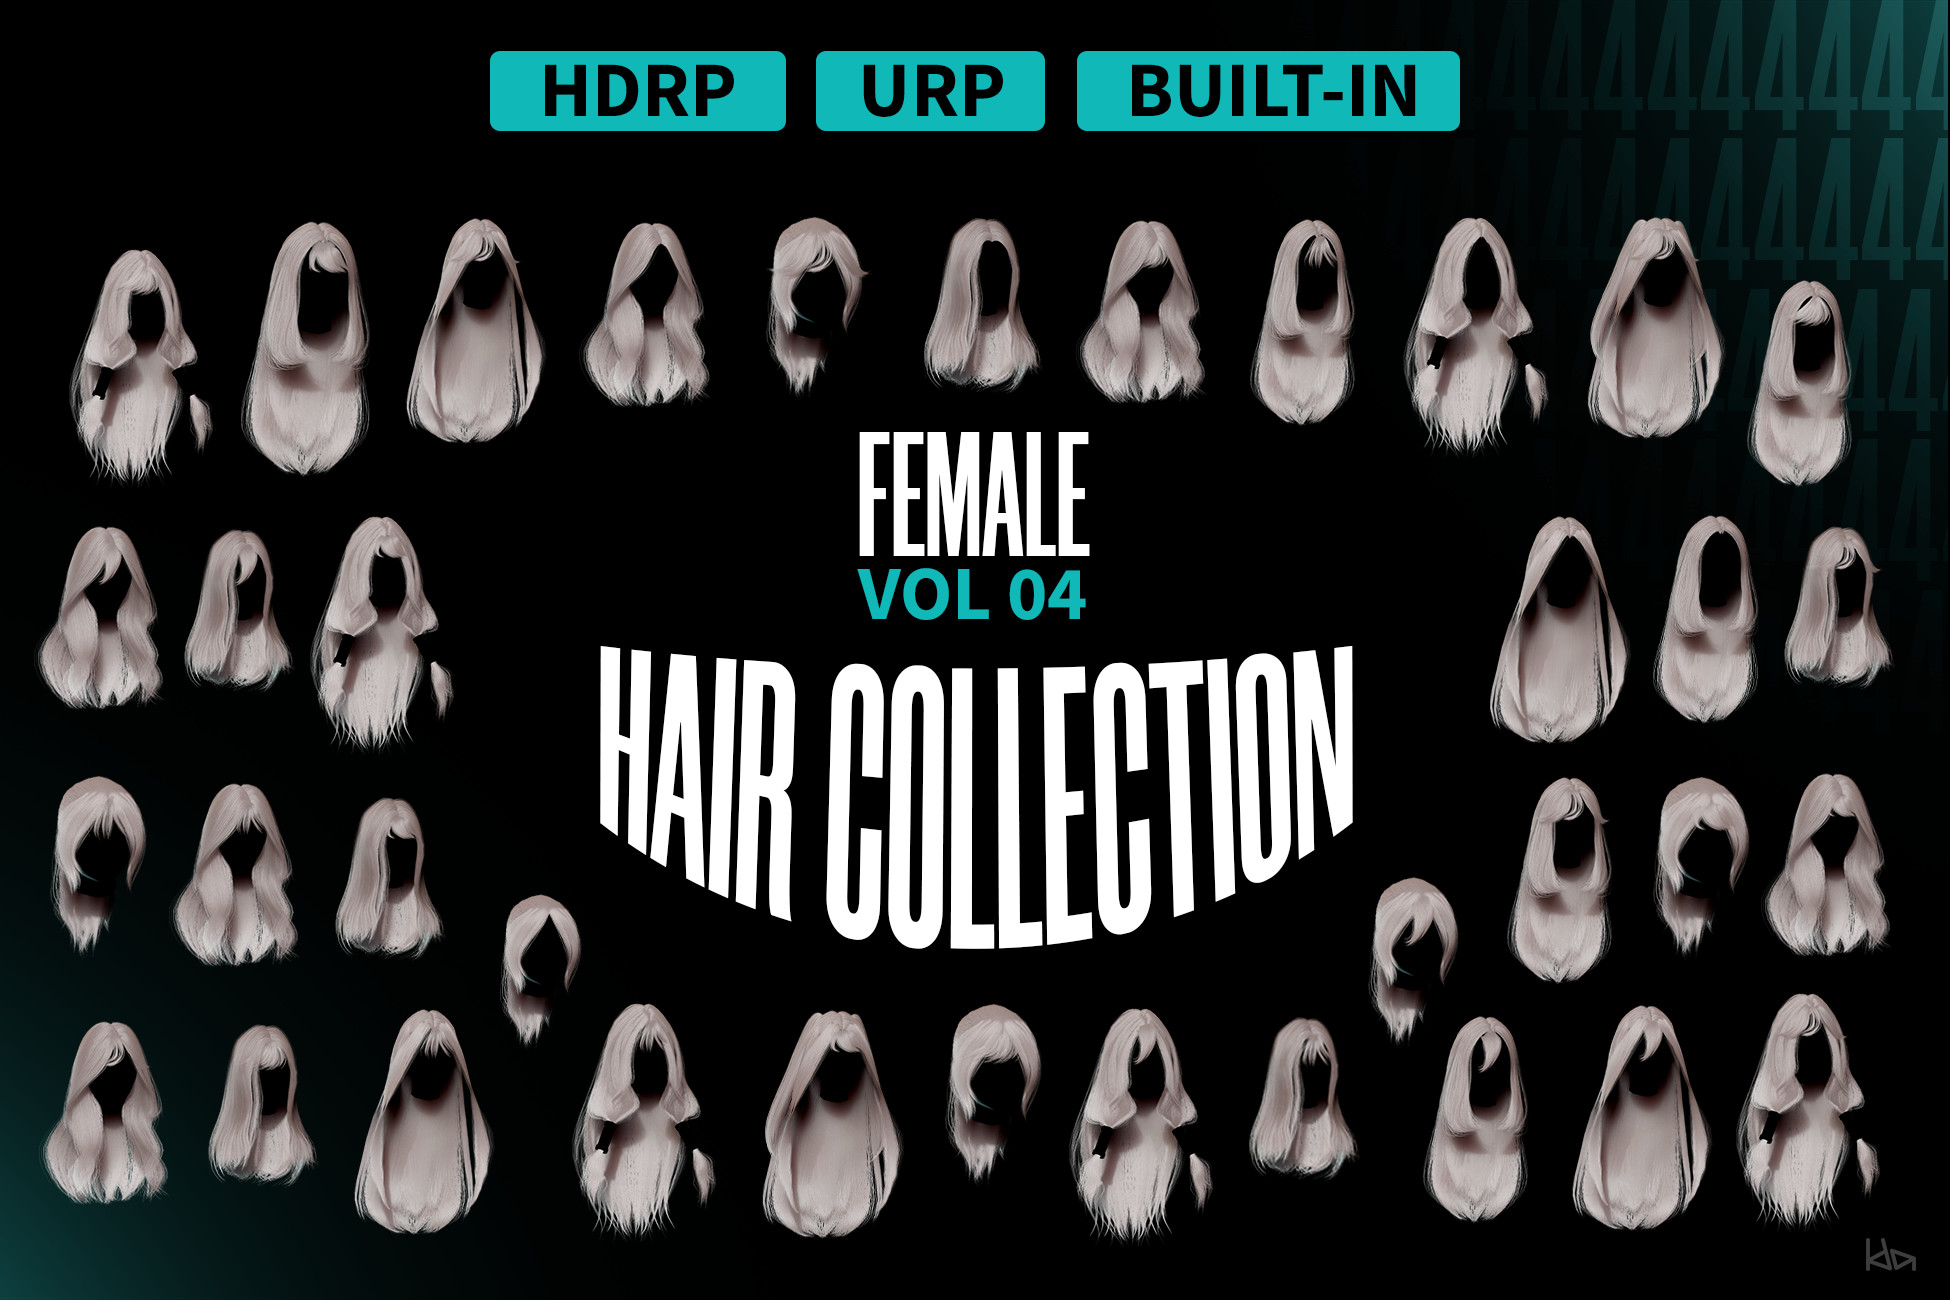 HDRP URP BUILT-IN
FEMALE
VOL 04
HAIR COLLECTION